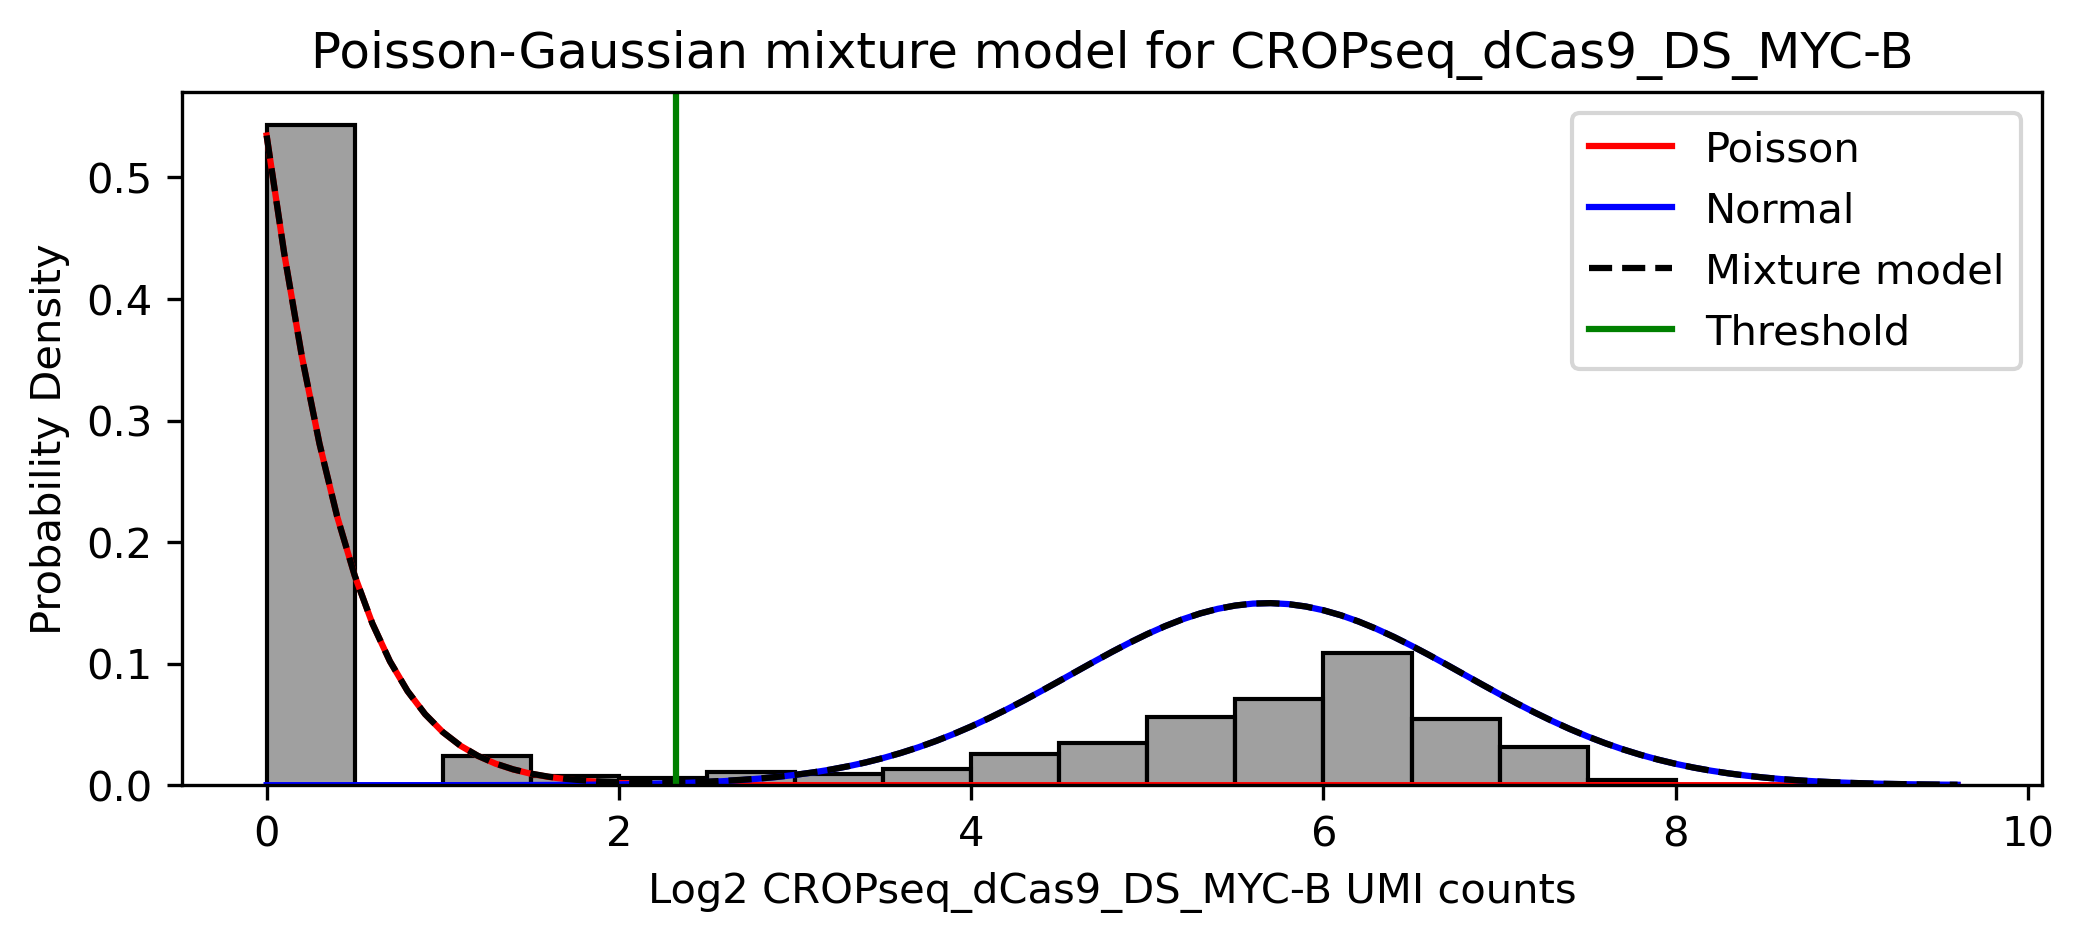 Poisson-Gaussian mixture model for CROPseq_dCas9_DS_MYC-B
Poisson
Normal
Mixture model
Threshold
Probability Density
0.5
0.4
0.3
0.2
0.1
0.0
0 2 4 6 8 10
Log2 CROPseq_dCas9_DS_MYC-B UMI counts